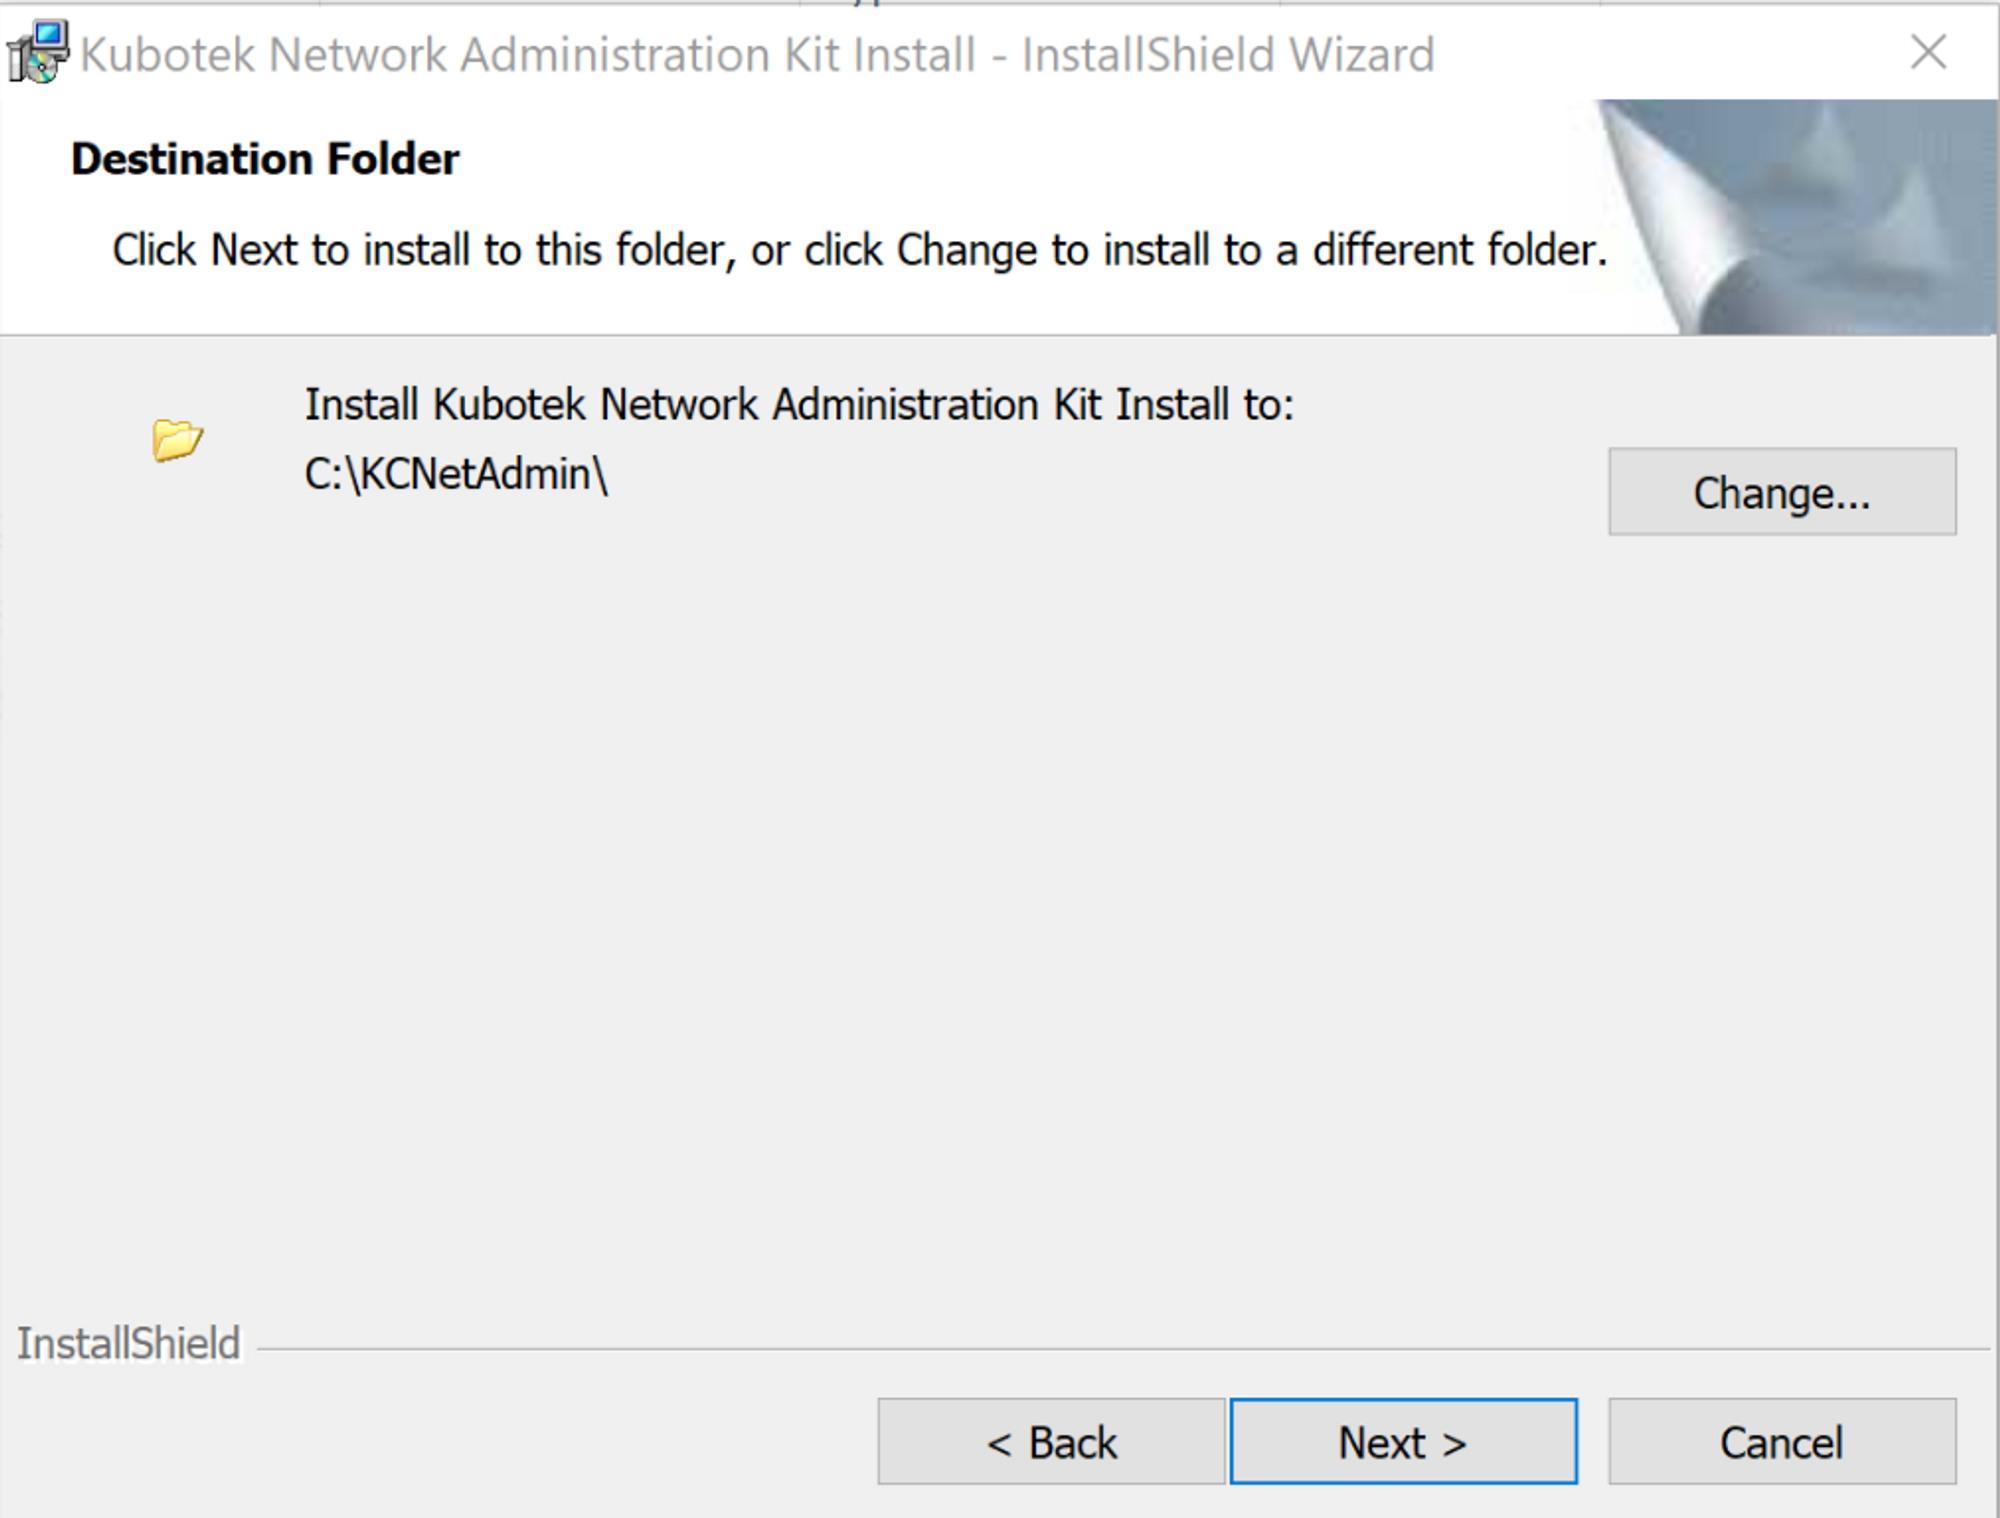 Kubotek Network Administration Kit Install - InstallShield Wizard
Destination Folder
Click Next to install to this folder, or click Change to install to a different folder.
Install Kubotek Network Administration Kit Install to:
C:\KCNetAdmin\
Change...
InstallShield
< Back
Next >
Cancel